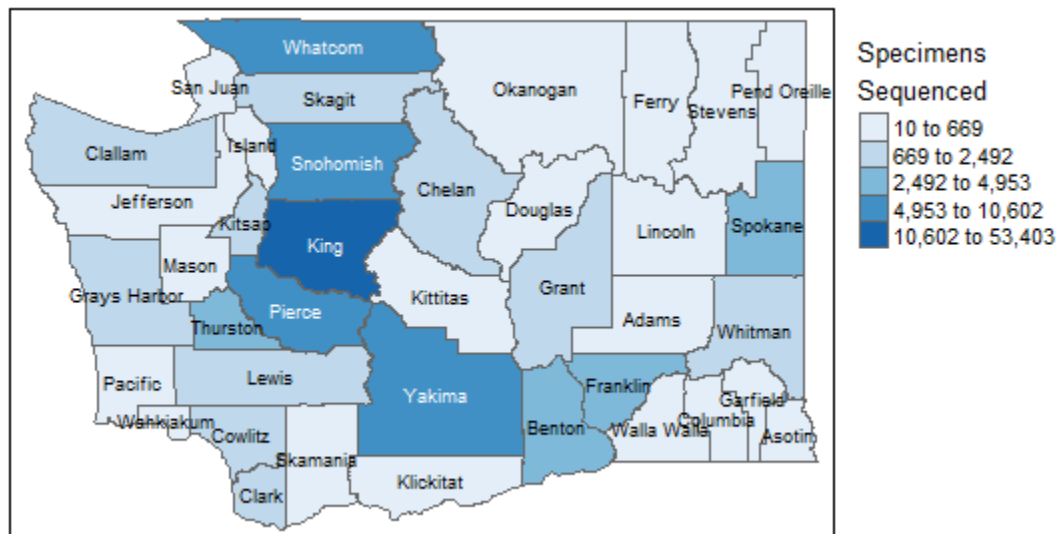 Whatcom
San Juan
Skagit
Okanogan
Ferry
Stevens
Pend Oreille
Clallam
Island
Snohomish
Chelan
Jefferson
Kitsap
King
Douglas
Lincoln
Spokane
Mason
Grays Harbor
Kittitas
Grant
Thurston
Pierce
Adams
Whitman
Pacific
Lewis
Yakima
Franklin
Garfield
Wahkiakum
Cowlitz
Benton
Walla Walla
Columbia
Asotin
Skamania
Clark
Klickitat
Specimens
Sequenced
10 to 669
669 to 2,492
2,492 to 4,953
4,953 to 10,602
10,602 to 53,403